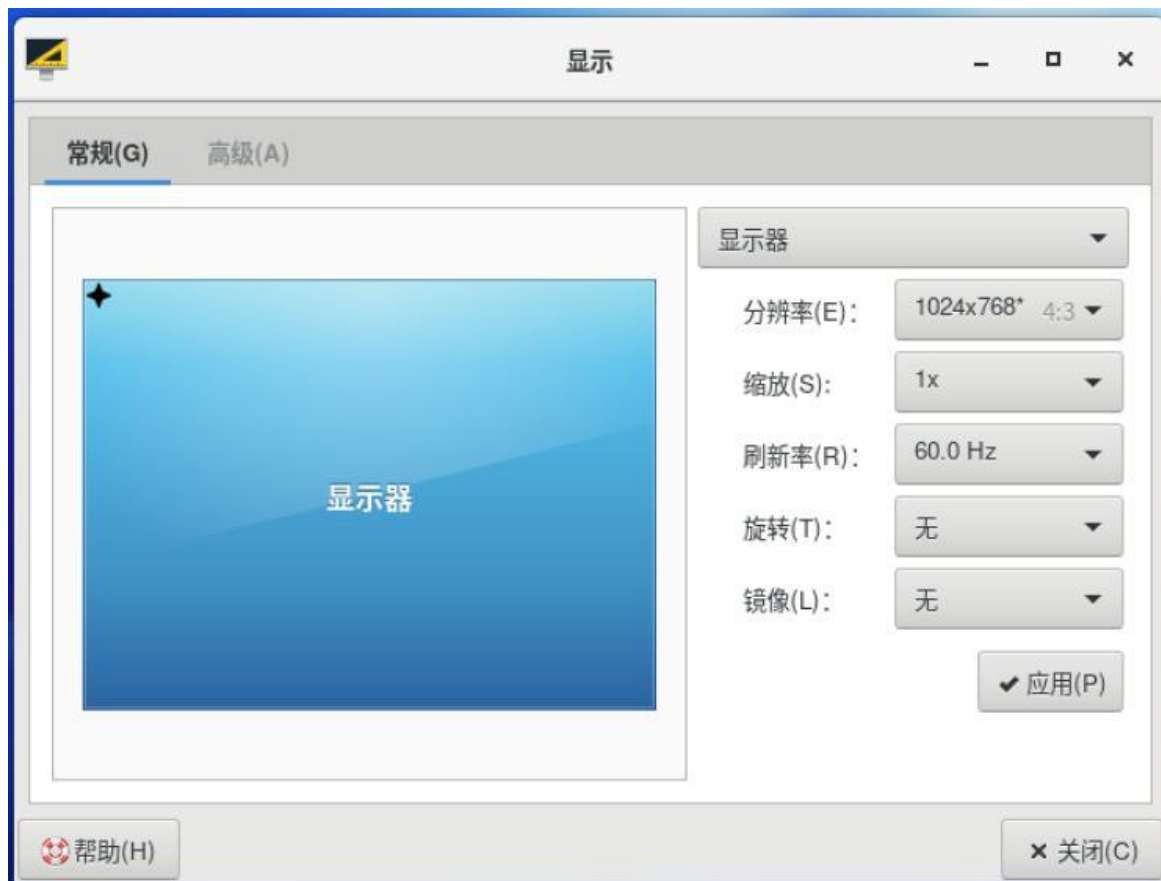 显示
常规(G) 高级(A)
显示器
分辨率(E): 1024x768* 4:3
缩放(S): 1x
刷新率(R): 60.0 Hz
显示器
旋转(T): 无
镜像(L): 无
应用(P)
帮助(H) 关闭(C)